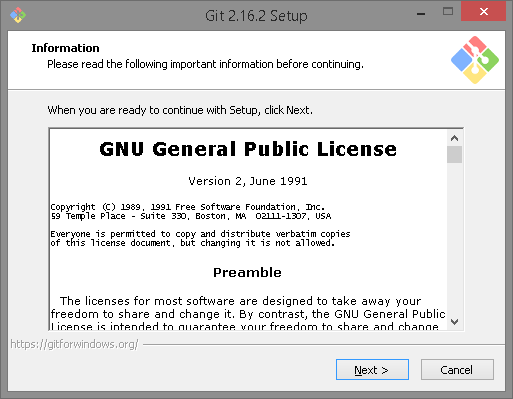 Git 2.16.2 Setup
Information
Please read the following important information before continuing.
When you are ready to continue with Setup, click Next.
GNU General Public License
Version 2, June 1991
Copyright (C) 1989, 1991 Free Software Foundation, Inc.
59 Temple Place - Suite 330, Boston, MA  02111-1307, USA
Everyone is permitted to copy and distribute verbatim copies
of this license document, but changing it is not allowed.
Preamble
The licenses for most software are designed to take away your
freedom to share and change it. By contrast, the GNU General Public
License is intended to guarantee your freedom to share and change
https://gitforwindows.org/
Next >
Cancel